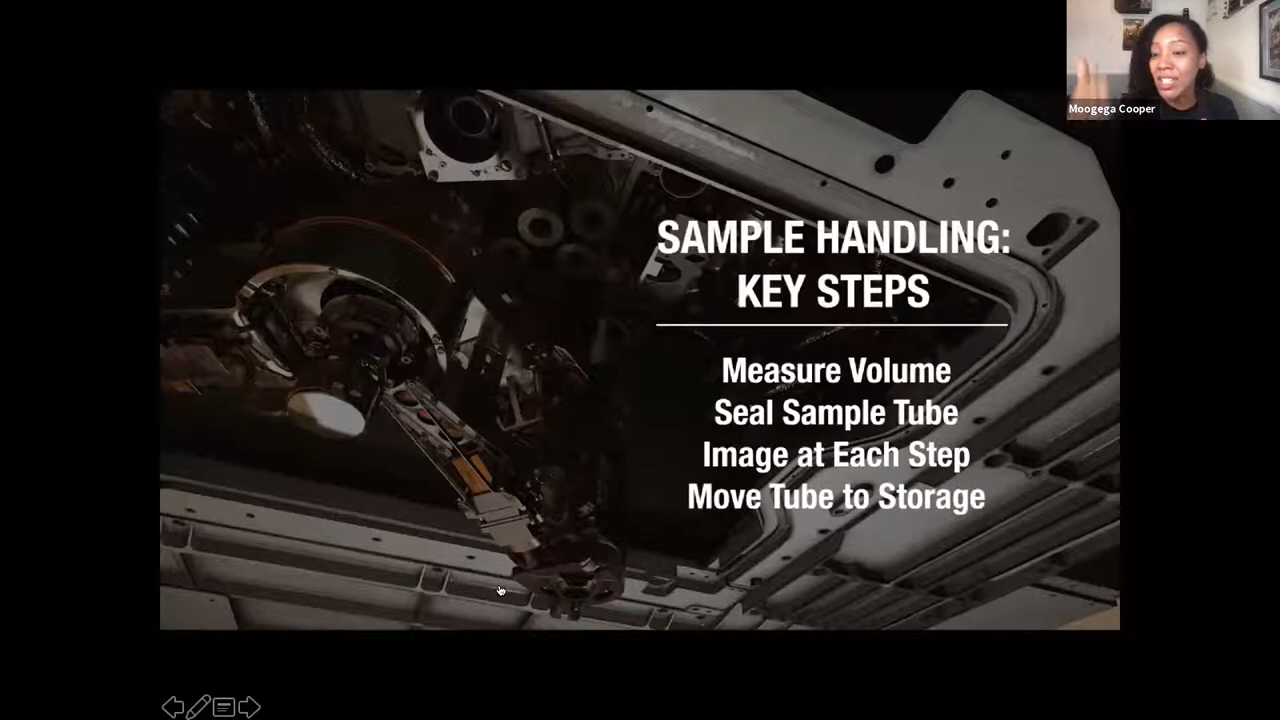 Moogega Cooper
SAMPLE HANDLING:
KEY STEPS
Measure Volume
Seal Sample Tube
Image at Each Step
Move Tube to Storage